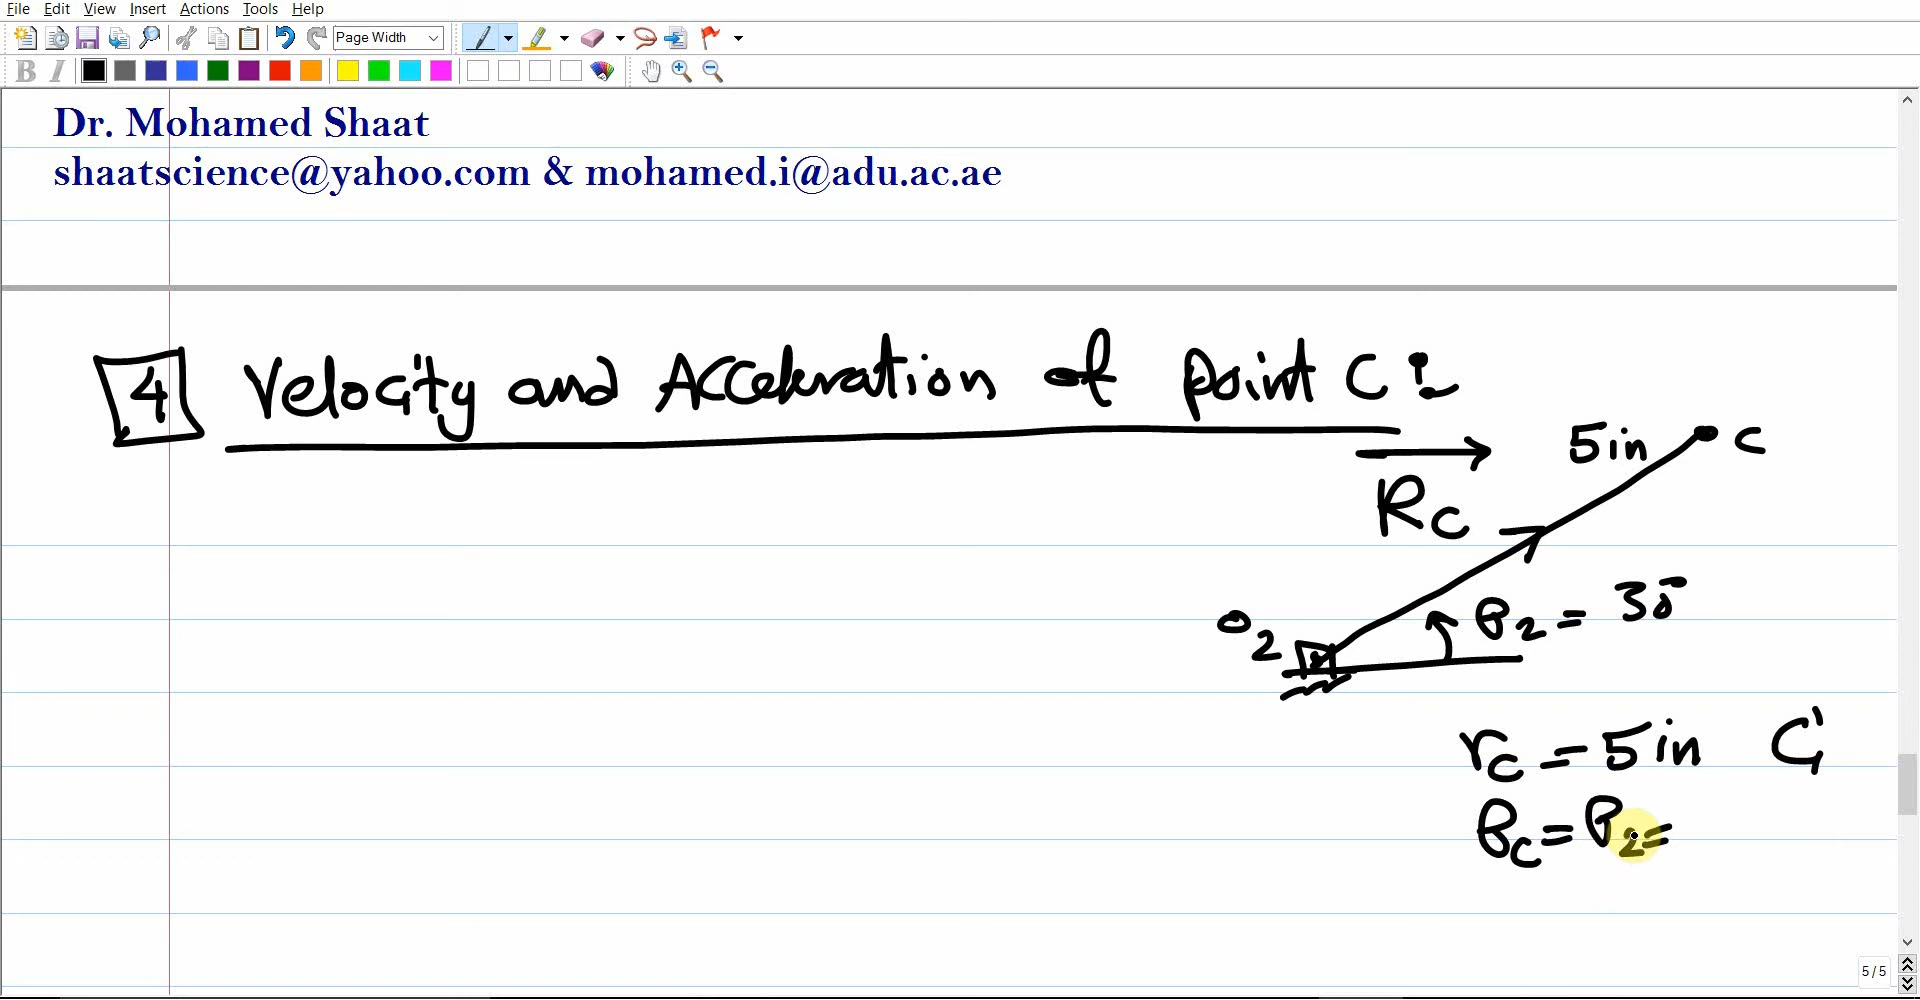 File Edit View Insert Actions Tools Help
Page Width
B I
Dr. Mohamed Shaat
shaatscience@yahoo.com & mohamed.i@adu.ac.ae
4 Velocity and Acceleration of point C :-
5in C
RC
O2 θ2 = 30°
rC = 5in
θC = θ2 =
5 / 5